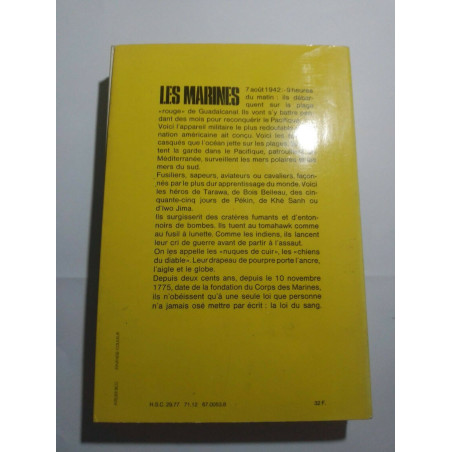 LES MARINES
7 août 1942 - 9 heures
du matin : ils débar-
quent sur la plage
«rouge» de Guadalcanal. Ils vont s'y battre pen-
dant des mois pour reconquérir le Pacifique.
Voici l'appareil militaire le plus redoutable
nation américaine ait conçu. Voici les
casqués que l'océan jette sur les plages,
tent la garde dans le Pacifique, patrouillent
Méditerranée, surveillent les mers polaires et
mers du sud.
Fusiliers, sapeurs, aviateurs ou cavaliers, façon-
nés par le plus dur apprentissage du monde. Voici
les héros de Tarawa, de Bois Belleau, des cin-
quante-cinq jours de Pékin, de Khé Sanh ou
d'Iwo Jima.
Ils surgissent des cratères fumants et d'enton-
noirs de bombes. Ils tuent au tomahawk comme
au fusil à lunette. Comme les indiens, ils lancent
leur cri de guerre avant de partir à l'assaut.
On les appelle les «nuques de cuir», les «chiens
du diable». Leur drapeau de pourpre porte l'ancre,
l'aigle et le globe.
Depuis deux cents ans, depuis le 10 novembre
1775, date de la fondation du Corps des Marines,
ils n'obéissent qu'à une seule loi que personne
n'a jamais osé mettre par écrit : la loi du sang.
H.S.C. 29.77 71.12